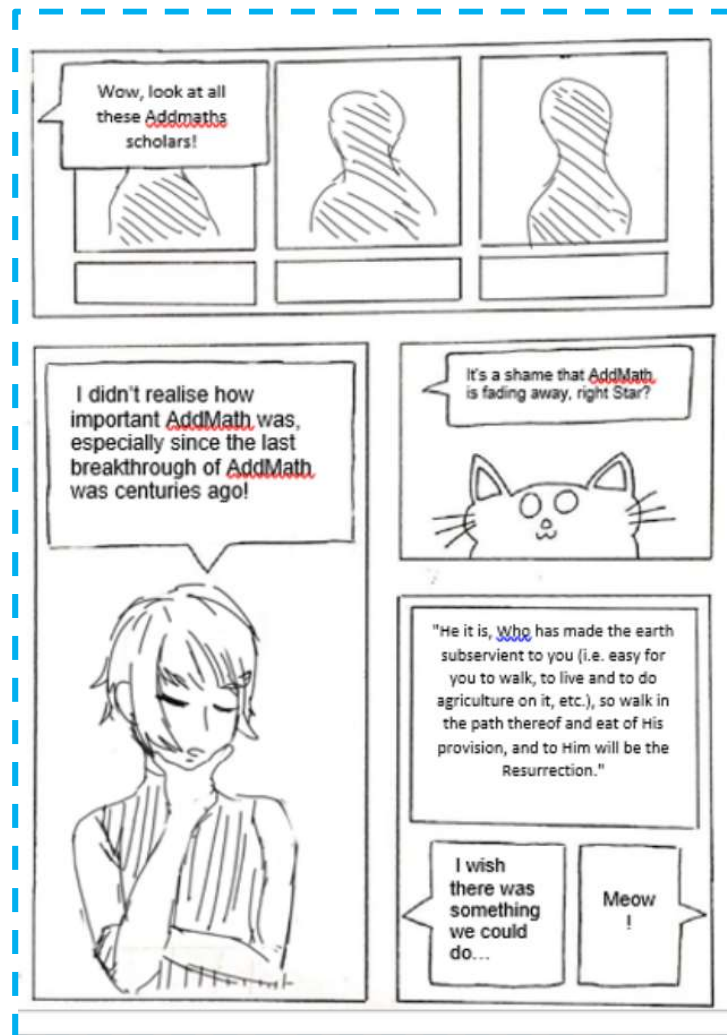 Wow, look at all
these Addmaths
scholars!
I didn't realise how
important AddMath was,
especially since the last
breakthrough of AddMath
was centuries ago!
It's a shame that AddMath
is fading away, right Star?
"He it is, Who has made the earth
subservient to you (i.e. easy for
you to walk, to live and to do
agriculture on it, etc.), so walk in
the path thereof and eat of His
provision, and to Him will be the
Resurrection."
I wish
there was
something
we could
do...
Meow
!